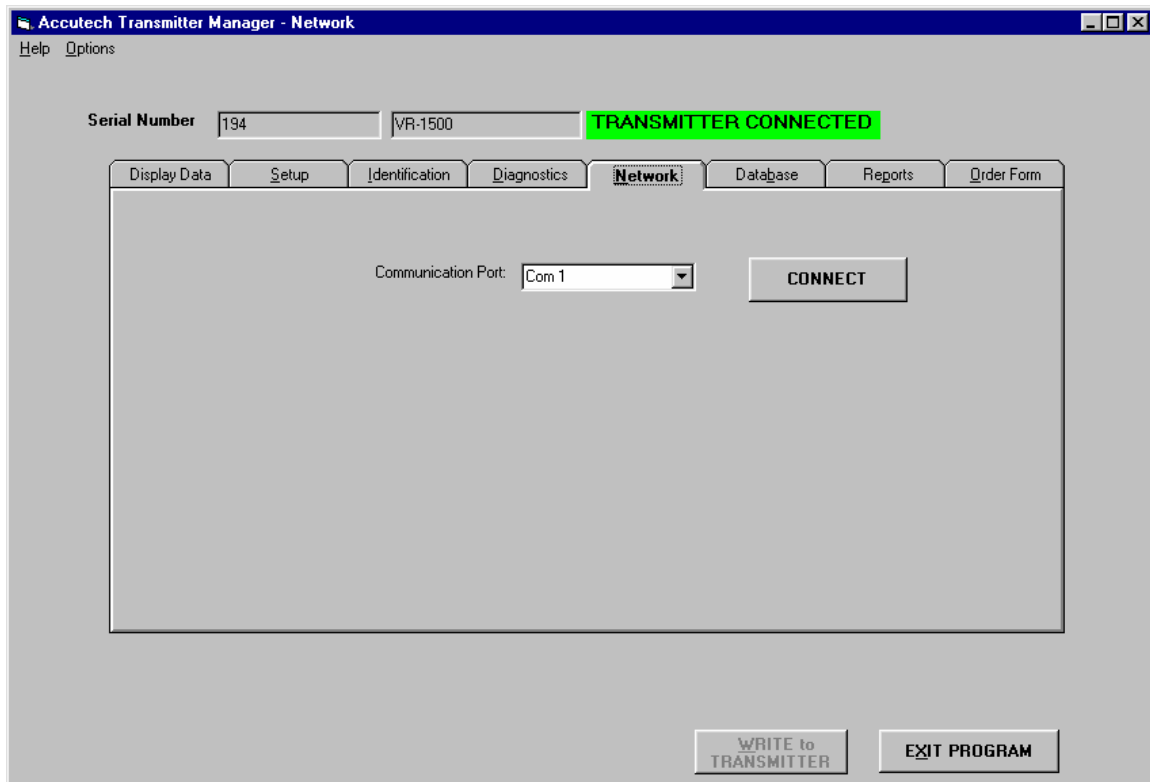 Accutech Transmitter Manager - Network
Help Options
Serial Number 194 VR-1500 TRANSMITTER CONNECTED
Display Data Setup Identification Diagnostics Network Database Reports Order Form
Communication Port: Com 1 CONNECT
WRITE to
TRANSMITTER
EXIT PROGRAM